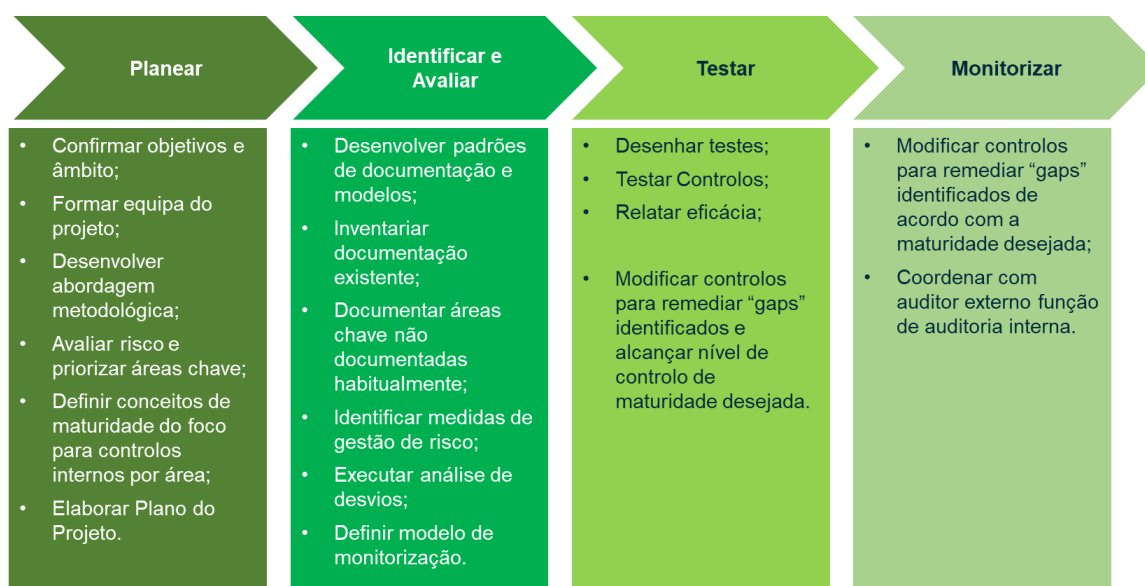 Planear
Identificar e
Avaliar
Testar
Monitorizar
• Confirmar objetivos e
âmbito;
• Formar equipa do
projeto;
• Desenvolver
abordagem
metodológica;
• Avaliar risco e
priorizar áreas chave;
• Definir conceitos de
maturidade do foco
para controlos
internos por área;
• Elaborar Plano do
Projeto.
• Desenvolver padrões
de documentação e
modelos;
• Inventariar
documentação
existente;
• Documentar áreas
chave não
documentadas
habitualmente;
• Identificar medidas de
gestão de risco;
• Executar análise de
desvios;
• Definir modelo de
monitorização.
• Desenhar testes;
• Testar Controlos;
• Relatar eficácia;
• Modificar controlos
para remediar “gaps”
identificados e
alcançar nível de
controlo de
maturidade desejada.
• Modificar controlos
para remediar “gaps”
identificados de
acordo com a
maturidade desejada;
• Coordenar com
auditor externo função
de auditoria interna.